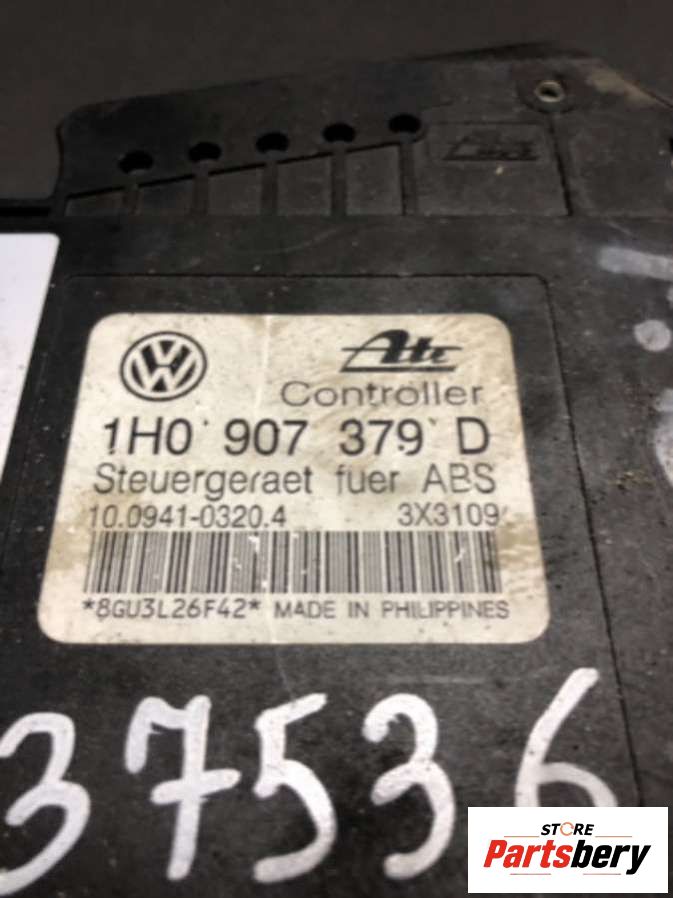 Ate
Ate
Controller
1H0 907 379 D
Steuergeraet fuer ABS
10.0941-0320.4 3X3109
*8GU3L26F42* MADE IN PHILIPPINES
37536
STORE
Partsbery